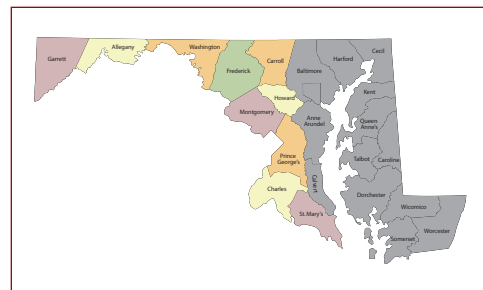 Garrett
Allegany
Washington
Frederick
Carroll
Baltimore
Harford
Cecil
Howard
Montgomery
Anne
Arundel
Kent
Queen
Anne's
Prince
George's
Talbot
Caroline
Charles
Calvert
St Mary's
Dorchester
Wicomico
Somerset
Worcester